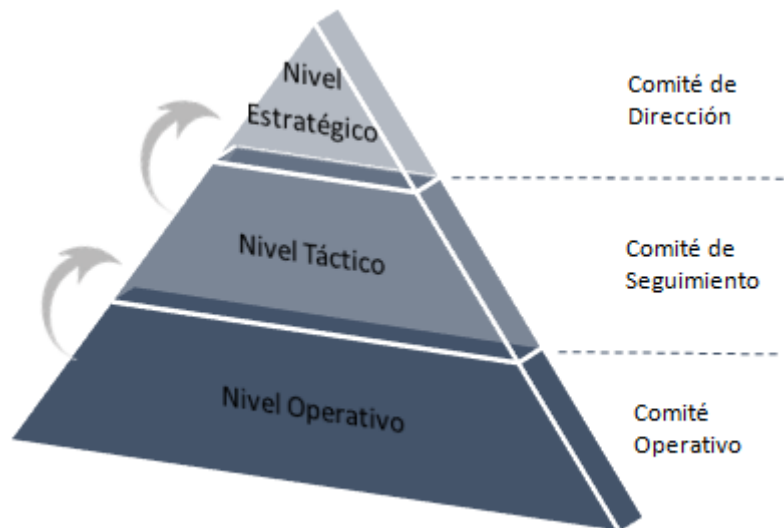 Nivel
Estratégico
Comité de
Dirección
Nivel Táctico
Comité de
Seguimiento
Nivel Operativo
Comité
Operativo